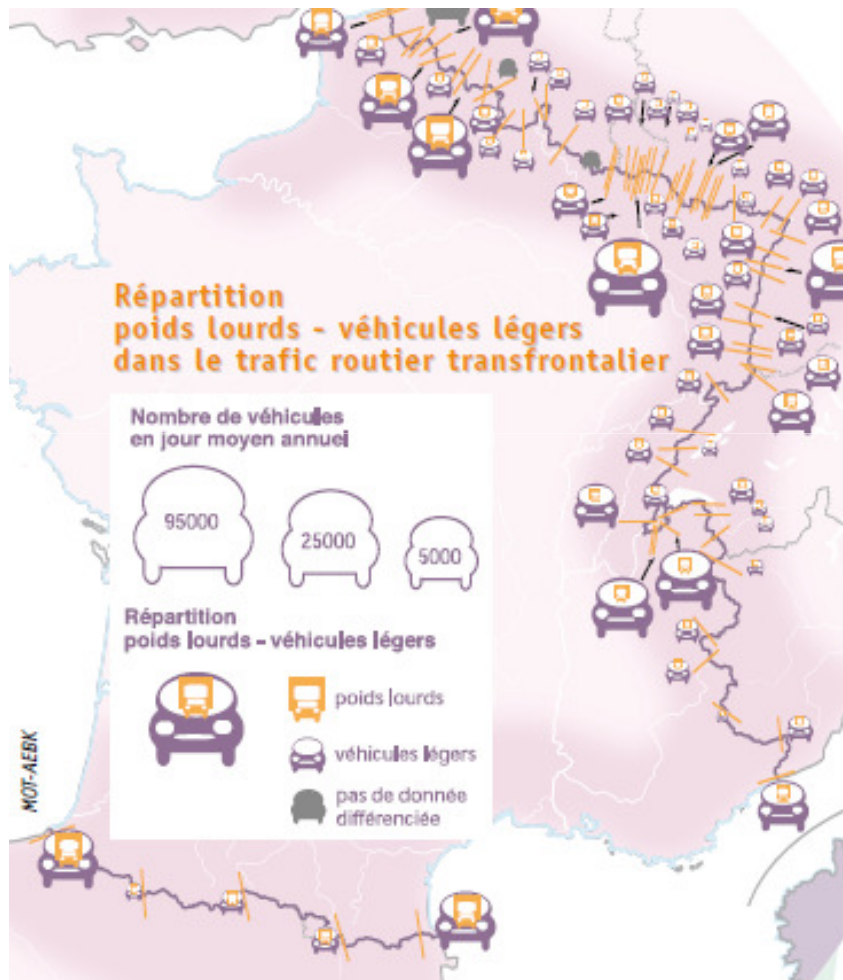 Répartition
poids lourds - véhicules légers
dans le trafic routier transfrontalier
Nombre de véhicules
en jour moyen annuel
95000
25000
5000
Répartition
poids lourds - véhicules légers
poids lourds
véhicules légers
pas de donnée
différenciée
MOT-AEBK